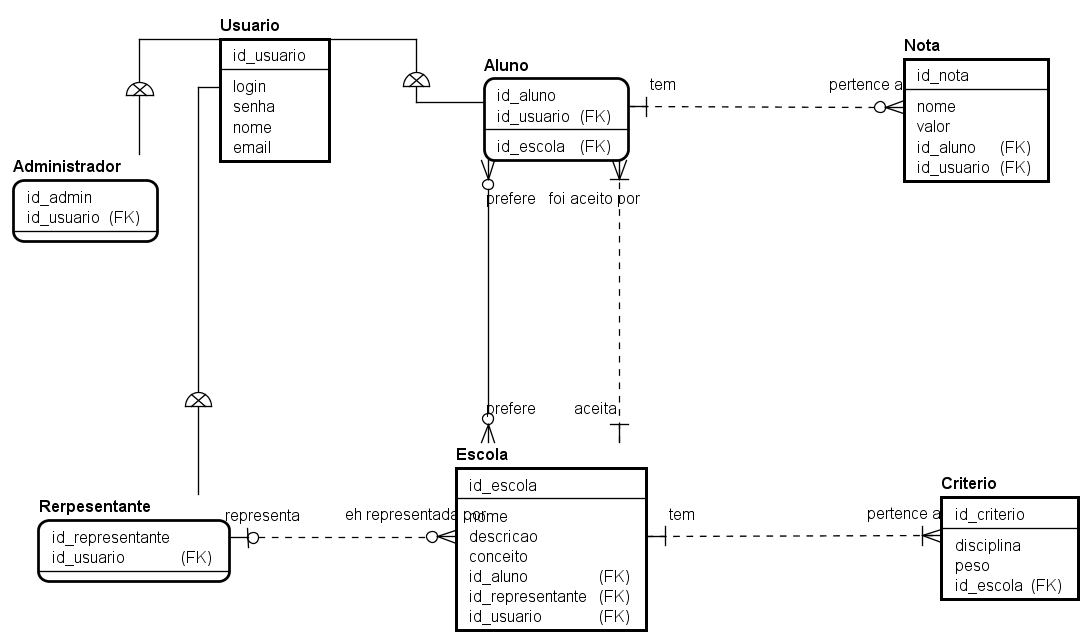 Usuario
id_usuario
login
senha
nome
email
Administrador
id_admin
id_usuario (FK)
Aluno
id_aluno
id_usuario (FK)
id_escola (FK)
tem
pertence a
Nota
id_nota
nome
valor
id_aluno (FK)
id_usuario (FK)
prefere
foi aceito por
prefere
aceita
Rerpesentante
id_representante
id_usuario (FK)
representa
eh representada por
Escola
id_escola
nome
descricao
conceito
id_aluno (FK)
id_representante (FK)
id_usuario (FK)
tem
pertence a
Criterio
id_criterio
disciplina
peso
id_escola (FK)